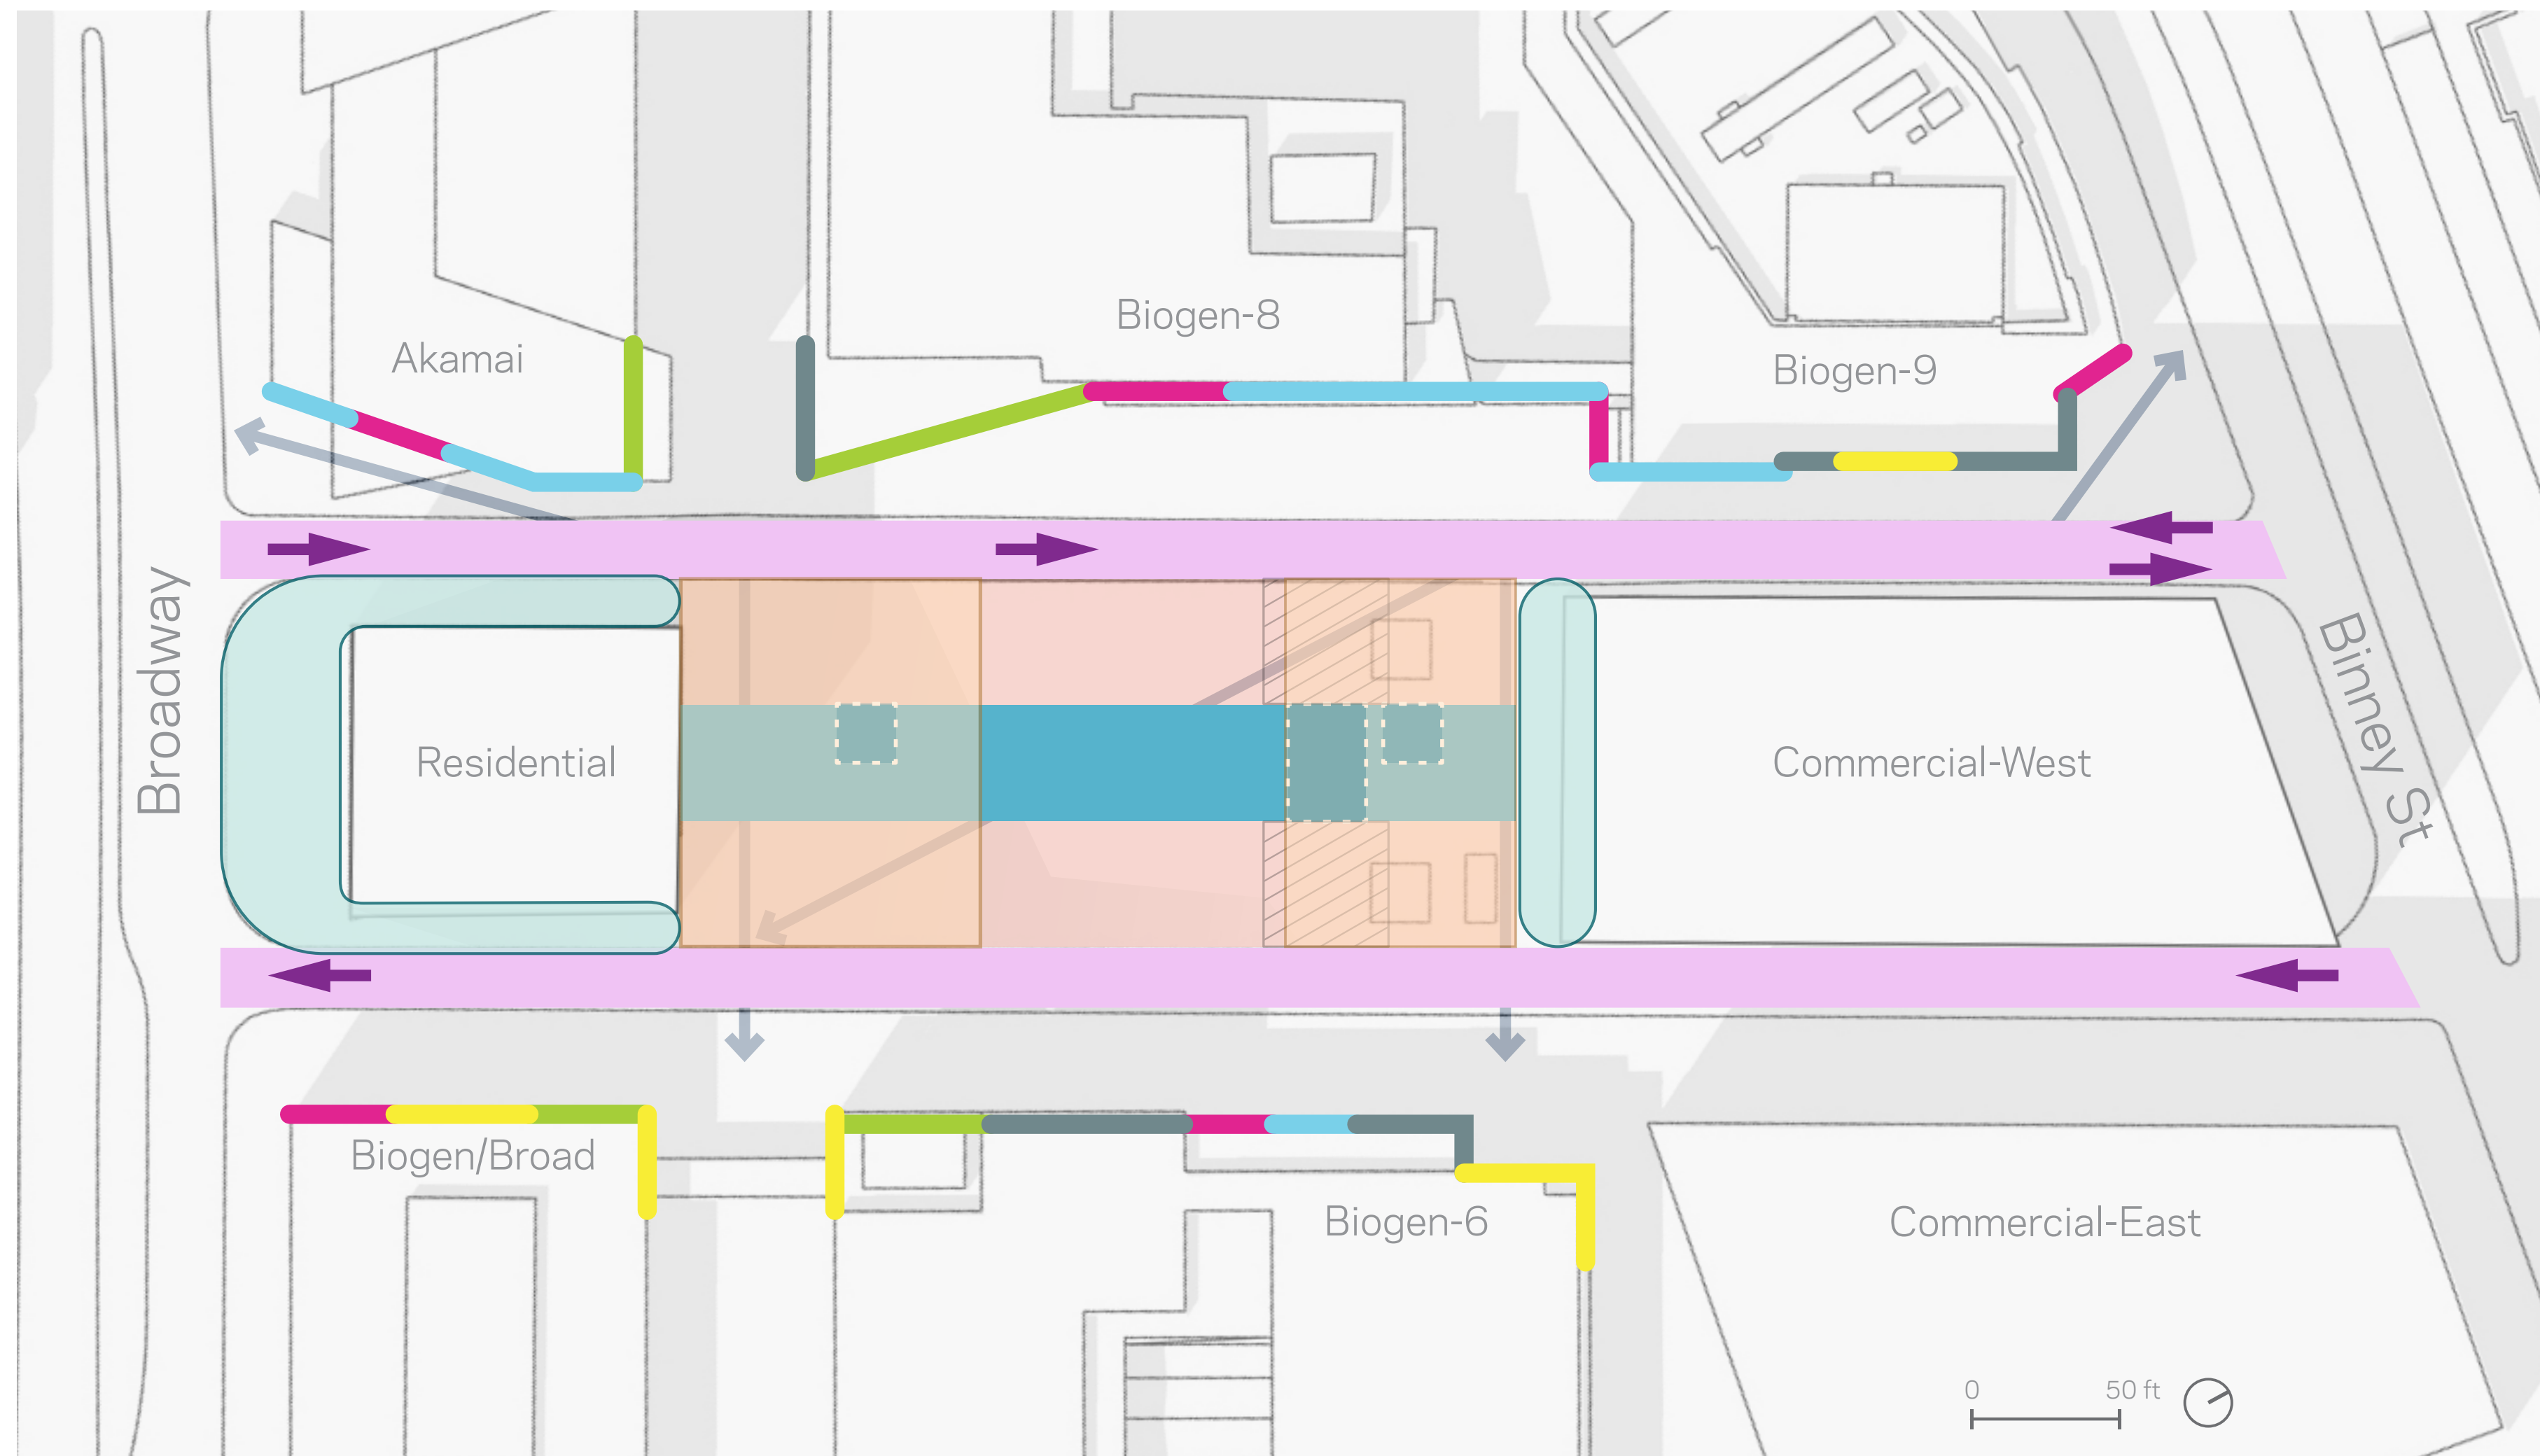 Biogen-8
Akamai
Biogen-9
Broadway
Residential
Commercial-West
Binney St
Biogen/Broad
Biogen-6
Commercial-East
0 50 ft